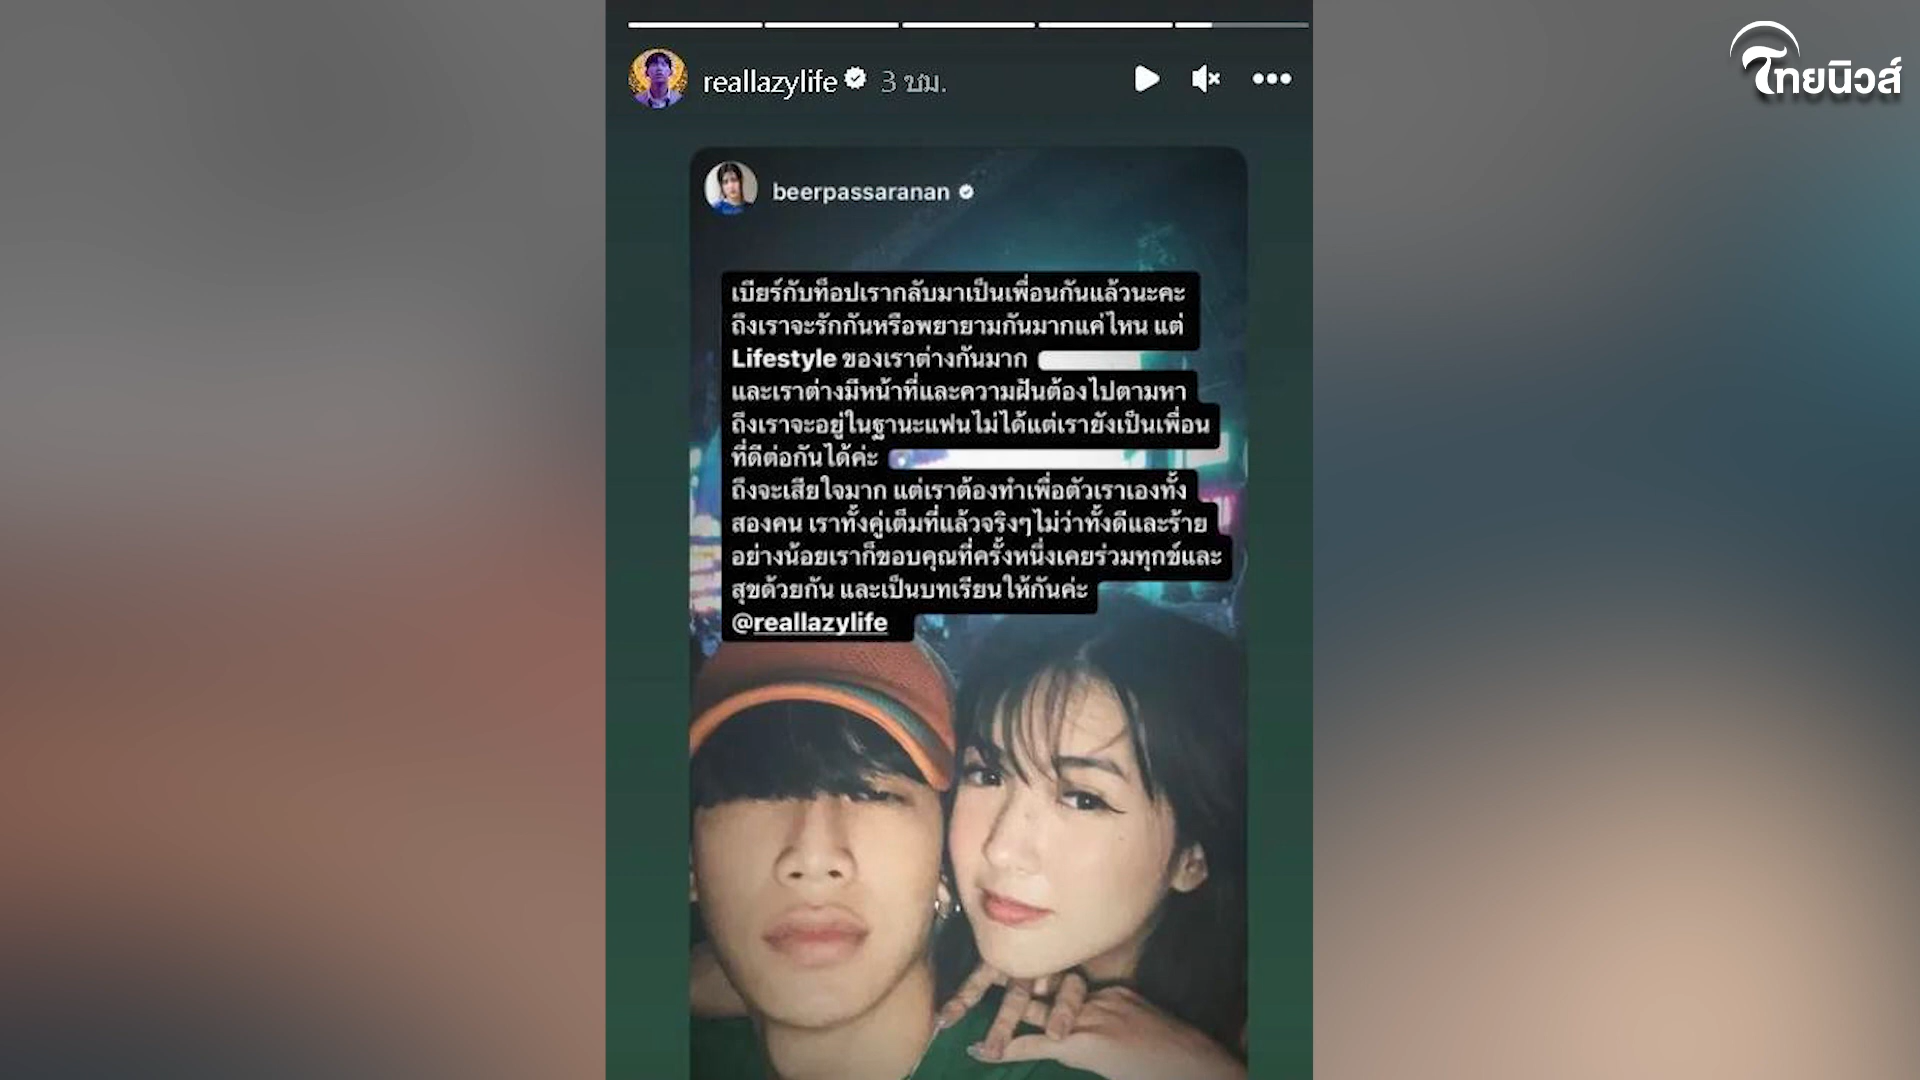 reallazylife 3 ชม.
ไทยนิวส์
beerpassaranan
เบียร์กับท็อปเรากลับมาเป็นเพื่อนกันแล้วนะคะ
ถึงเราจะรักกันหรือพยายามกันมากแค่ไหน แต่
Lifestyle ของเราต่างกันมาก
และเราต่างมีหน้าที่และความฝันต้องไปตามหา
ถึงเราจะอยู่ในฐานะแฟนไม่ได้แต่เรายังเป็นเพื่อน
ที่ดีต่อกันได้ค่ะ
ถึงจะเสียใจมาก แต่เราต้องทำเพื่อตัวเราเองทั้ง
สองคน เราทั้งคู่เต็มที่แล้วจริงๆไม่ว่าทั้งดีและร้าย
อย่างน้อยเราก็ขอบคุณที่ครั้งหนึ่งเคยร่วมทุกข์และ
สุขด้วยกัน และเป็นบทเรียนให้กันค่ะ
@reallazylife